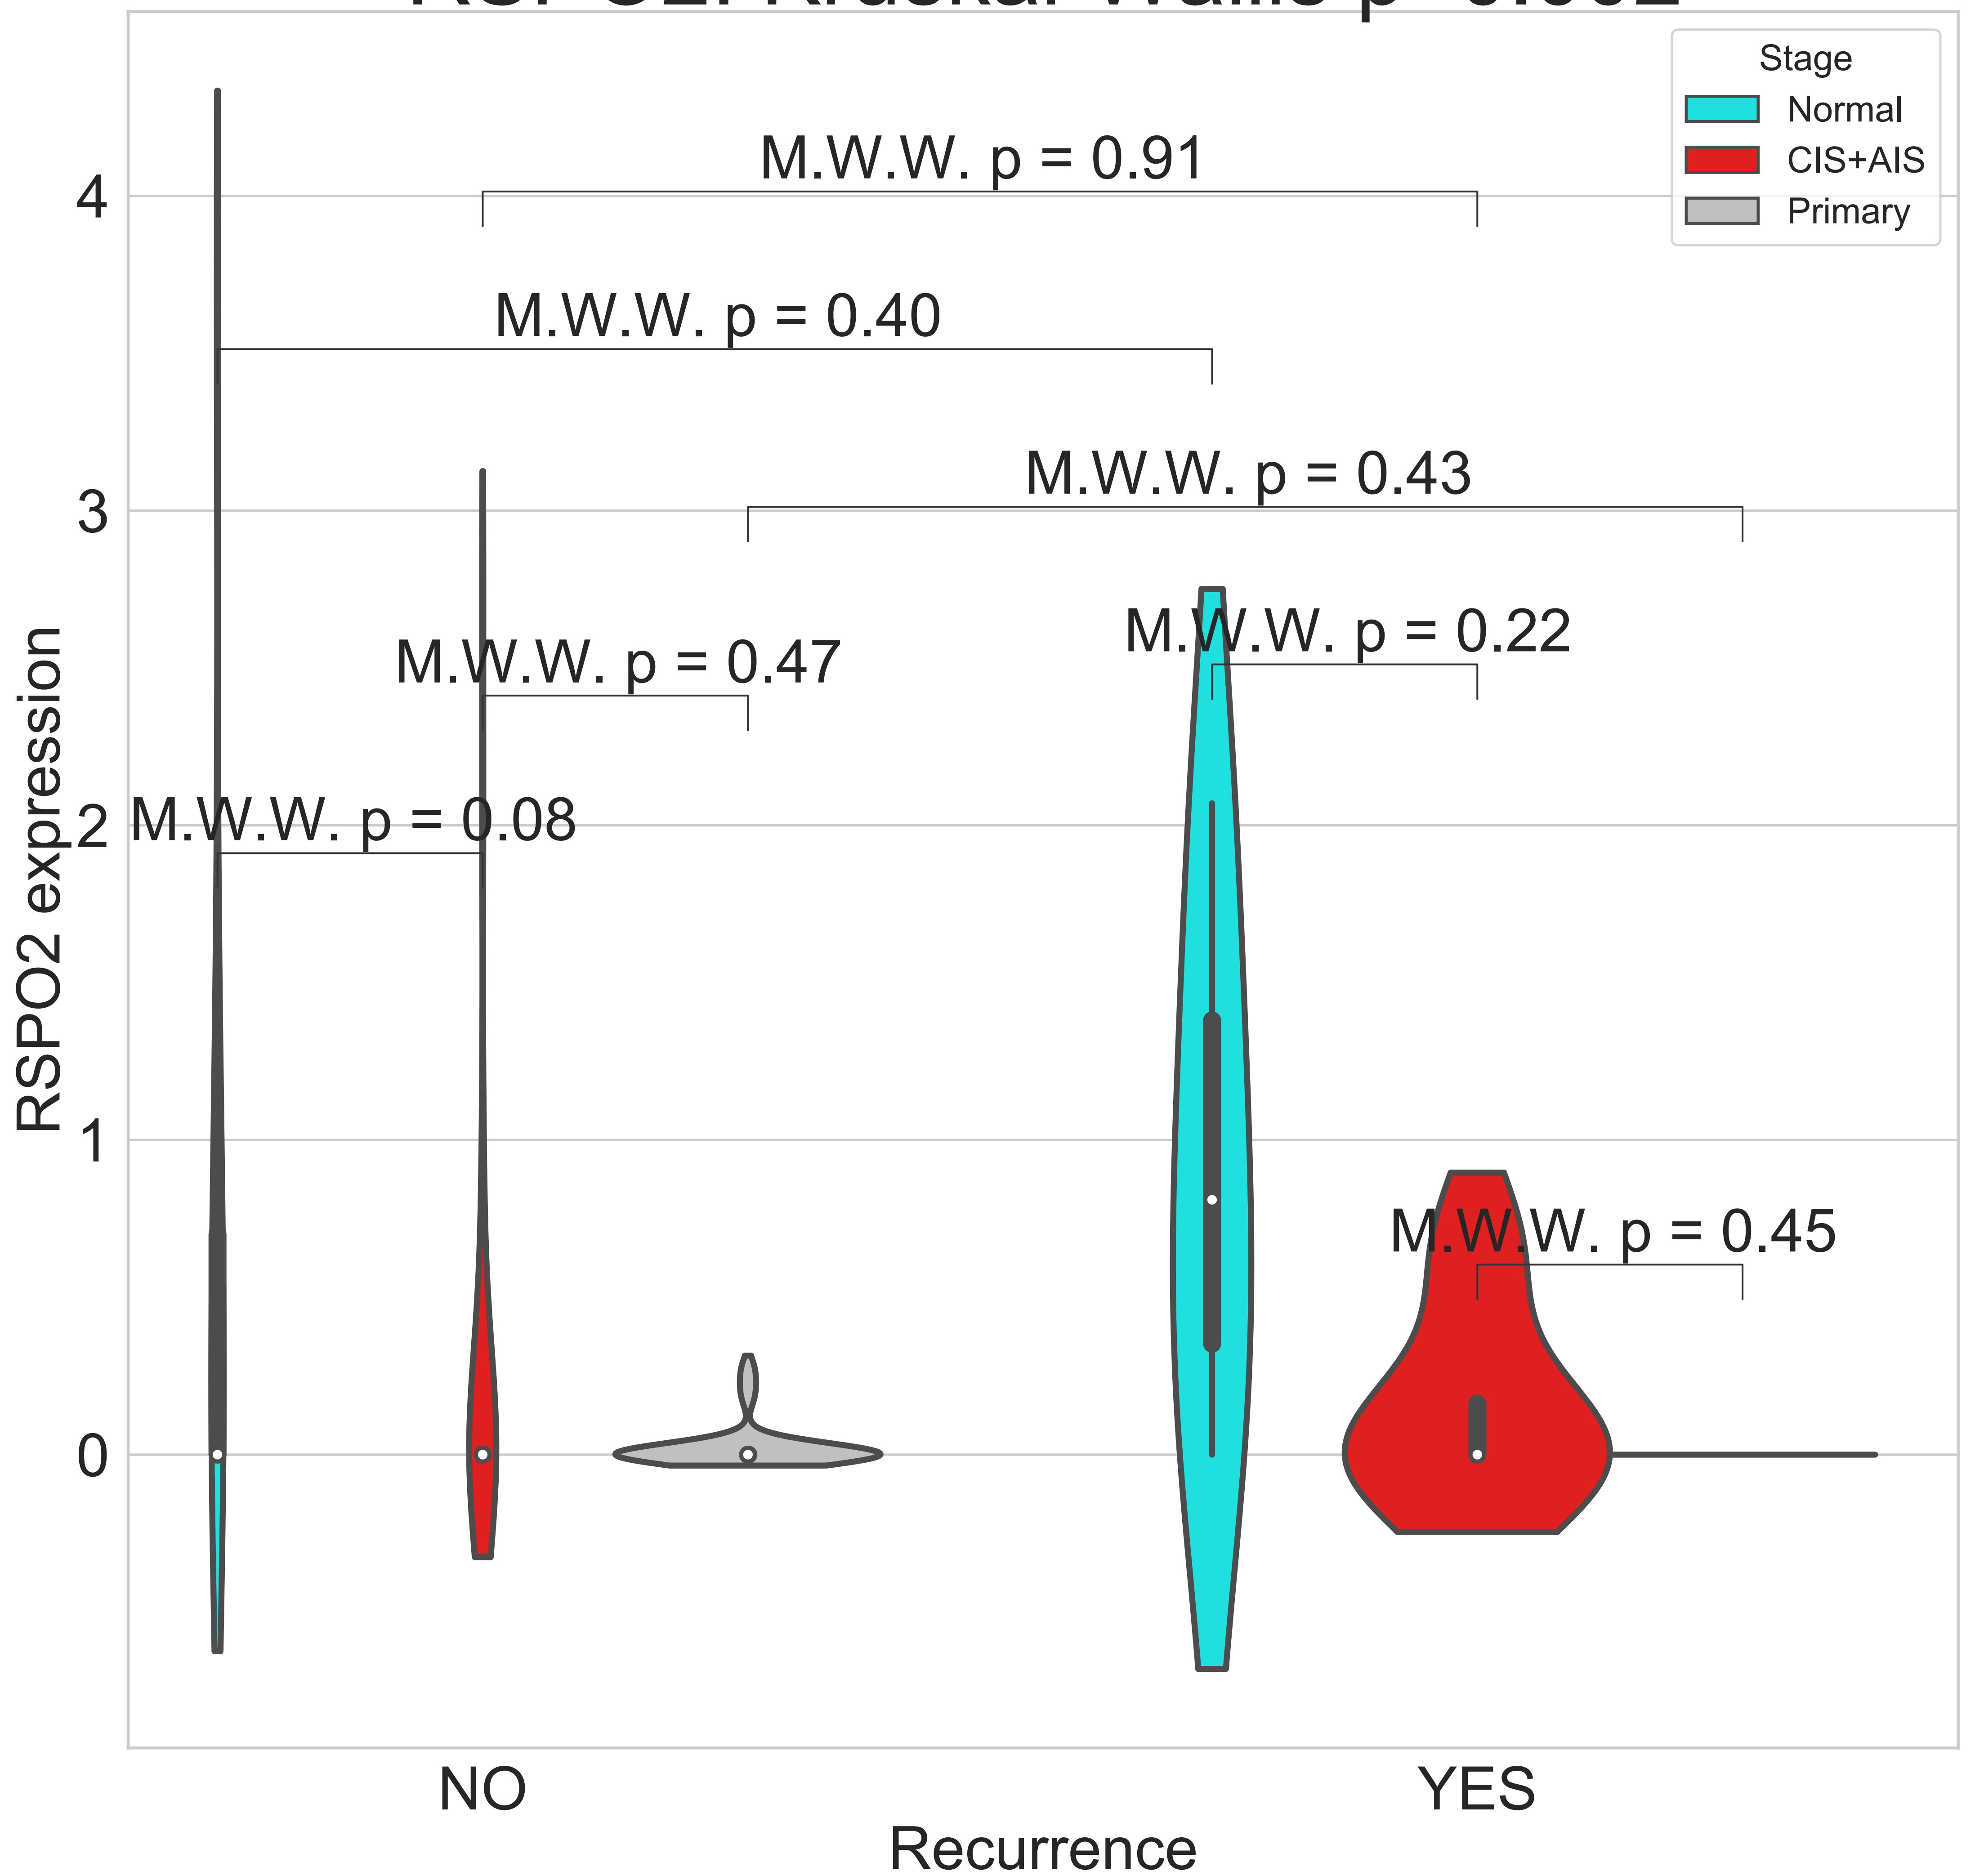 Stage
Normal
CIS+AIS
Primary
M.W.W. p = 0.91
M.W.W. p = 0.40
M.W.W. p = 0.43
M.W.W. p = 0.22
M.W.W. p = 0.47
M.W.W. p = 0.08
M.W.W. p = 0.45
4
3
2
1
0
RSPO2 expression
NO
YES
Recurrence